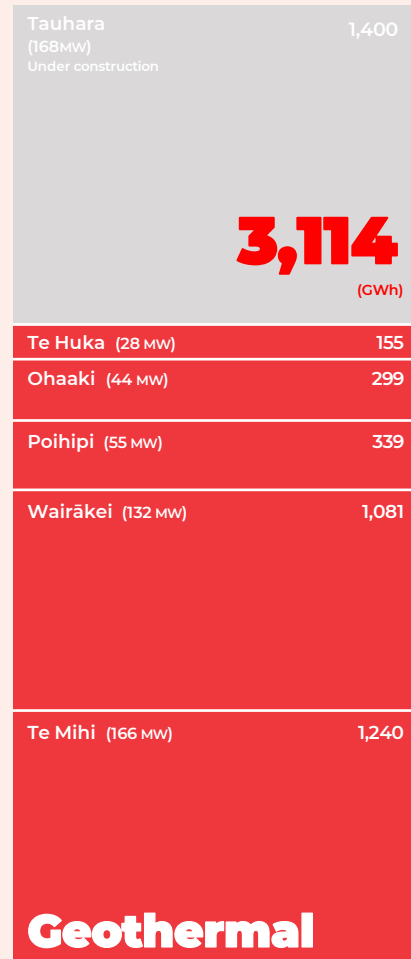 Tauhara 1,400
(168MW)
Under construction
3,114
(GWh)
Te Huka (28 MW) 155
Ohaaki (44 MW) 299
Poihipi (55 MW) 339
Wairākei (132 MW) 1,081
Te Mihi (166 MW) 1,240
Geothermal